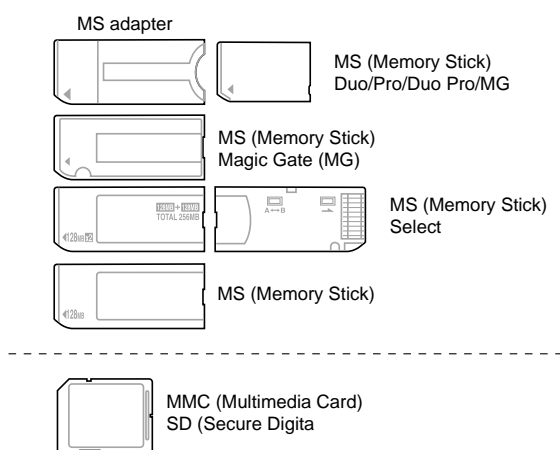 MS adapter
MS (Memory Stick)
Duo/Pro/Duo Pro/MG
MS (Memory Stick)
Magic Gate (MG)
128MB + 128MB
TOTAL 256MB
128MB
A B
MS (Memory Stick)
Select
128MB
MS (Memory Stick)
MMC (Multimedia Card)
SD (Secure Digita